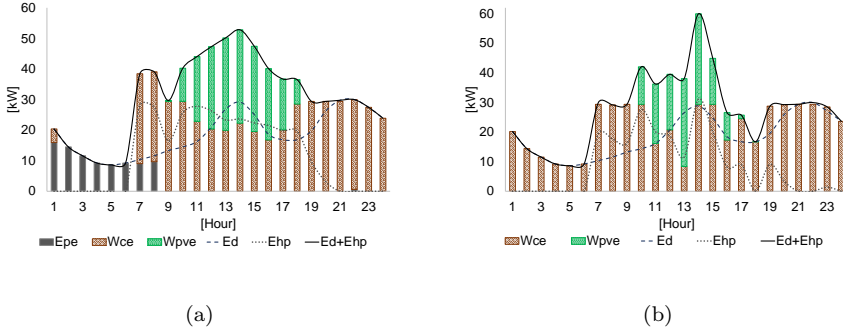 60
50
40
30
20
10
0
[kW]
1 3 5 7 9 11 13 15 17 19 21 23
[Hour]
Epe Wce Wpve Ed Ehp Ed+Ehp
(a)
60
50
40
30
20
10
0
[kW]
1 3 5 7 9 11 13 15 17 19 21 23
[Hour]
Wce Wpve Ed Ehp Ed+Ehp
(b)